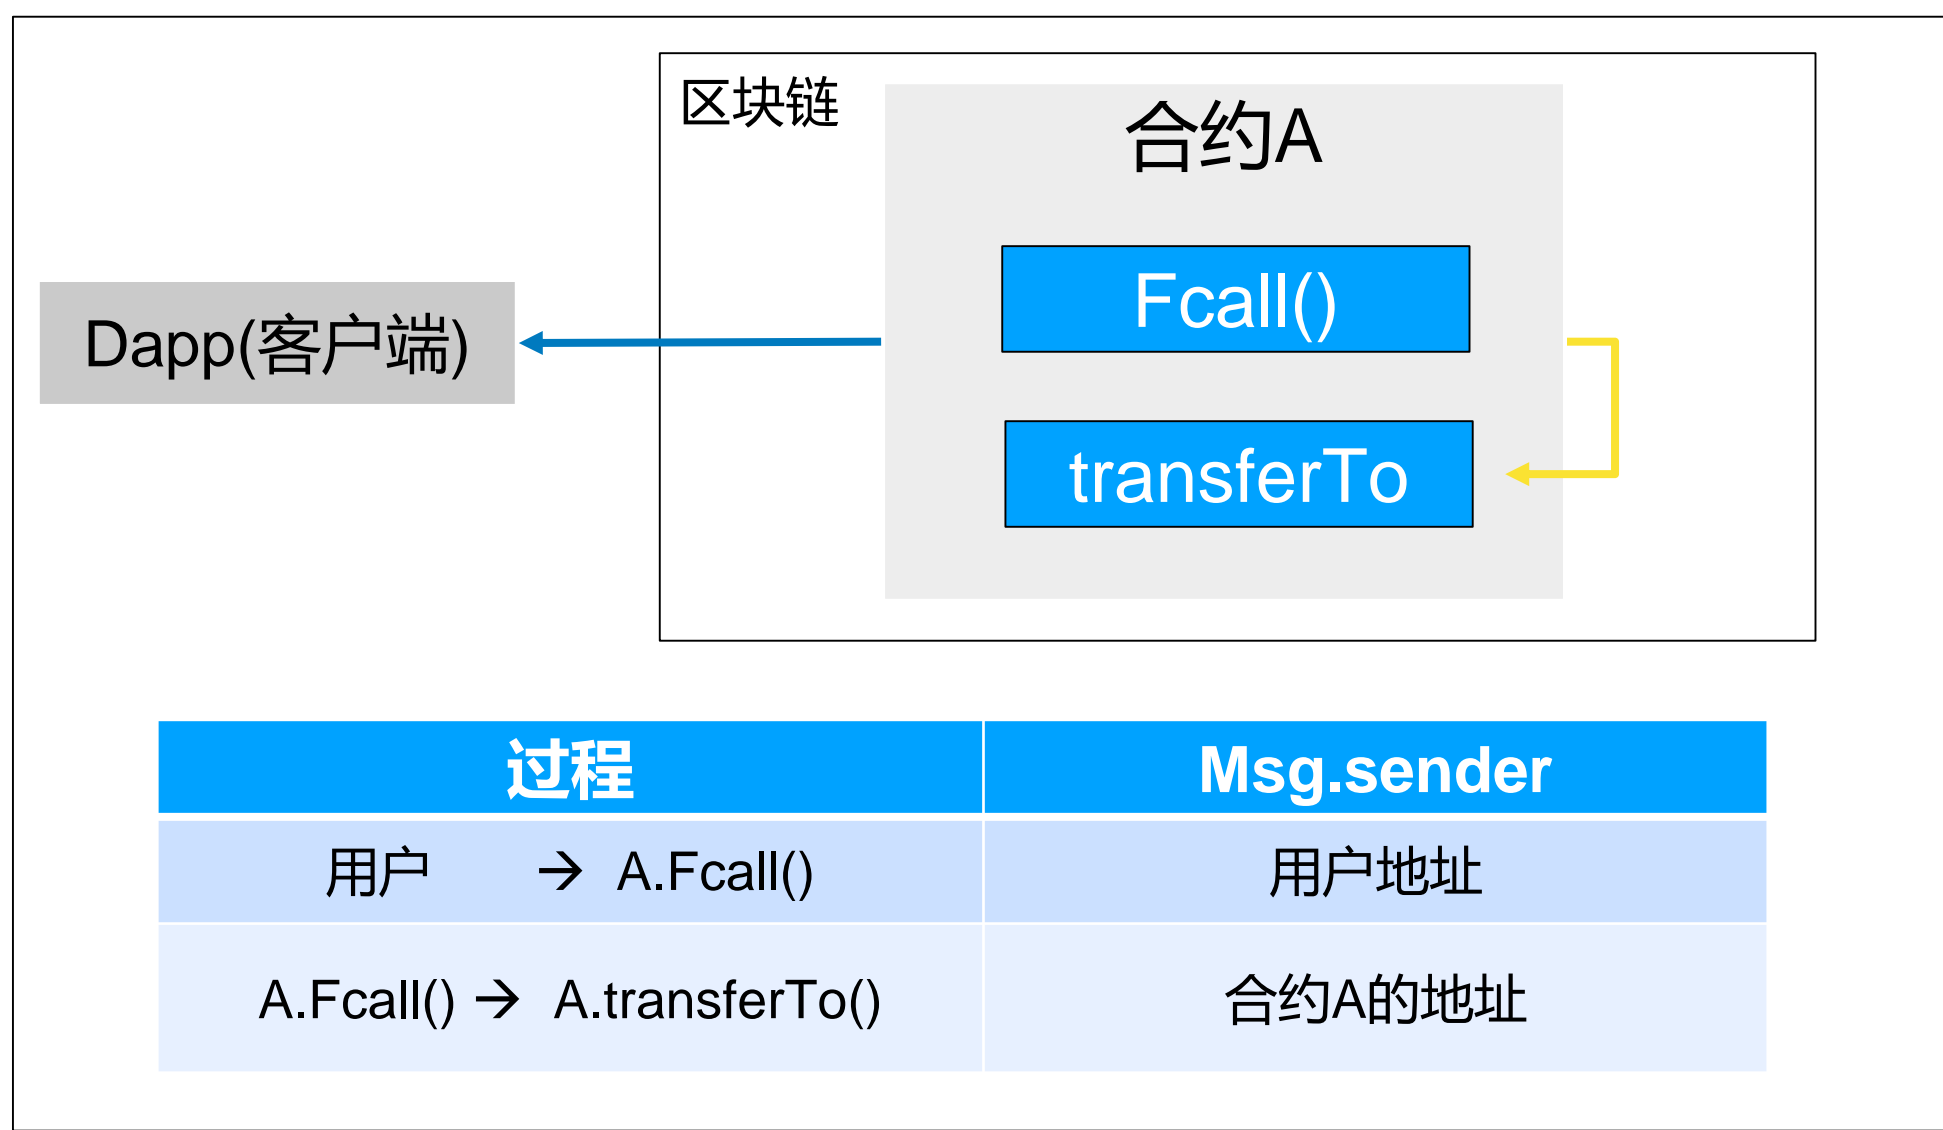 区块链
合约A
Fcall()
Dapp(客户端)
transferTo
过程 Msg.sender
用户 → A.Fcall() 用户地址
A.Fcall() → A.transferTo() 合约A的地址